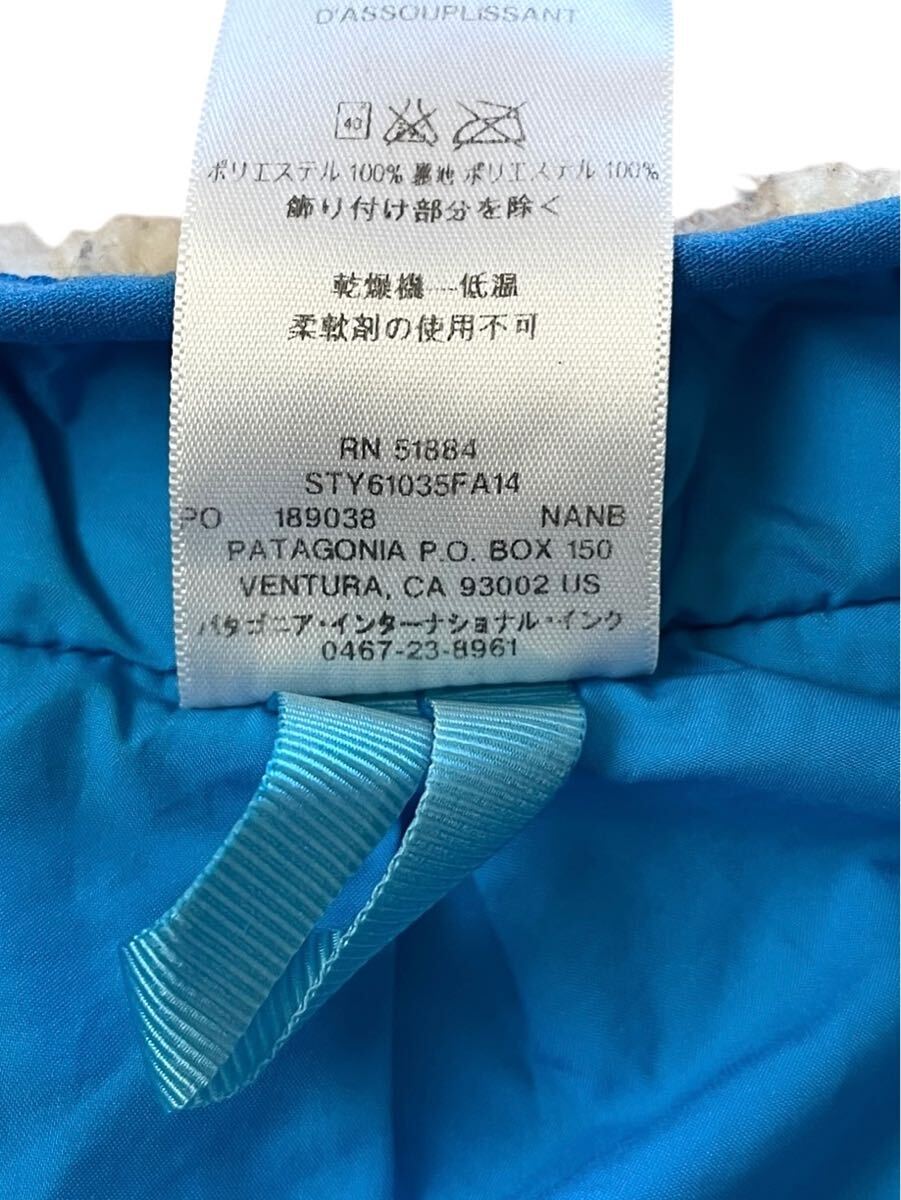 D'ASSOUPLISSANT
40
ポリエステル 100% 裏地 ポリエステル 100%
飾り付け部分を除く
乾燥機―低温
柔軟剤の使用不可
RN 51884
STY61035FA14
PO 189038 NANB
PATAGONIA P.O. BOX 150
VENTURA, CA 93002 US
パタゴニア・インターナショナル・インク
0467-23-8961